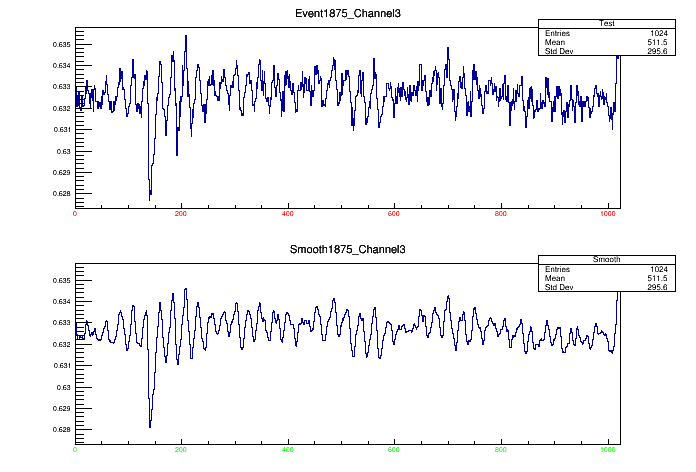 Event1875_Channel3
Test
Entries 1024
Mean 511.5
Std Dev 295.6
0.635
0.634
0.633
0.632
0.631
0.63
0.629
0.628
0 200 400 600 800 1000
Smooth1875_Channel3
Smooth
Entries 1024
Mean 511.5
Std Dev 295.6
0.635
0.634
0.633
0.632
0.631
0.63
0.629
0.628
0 200 400 600 800 1000